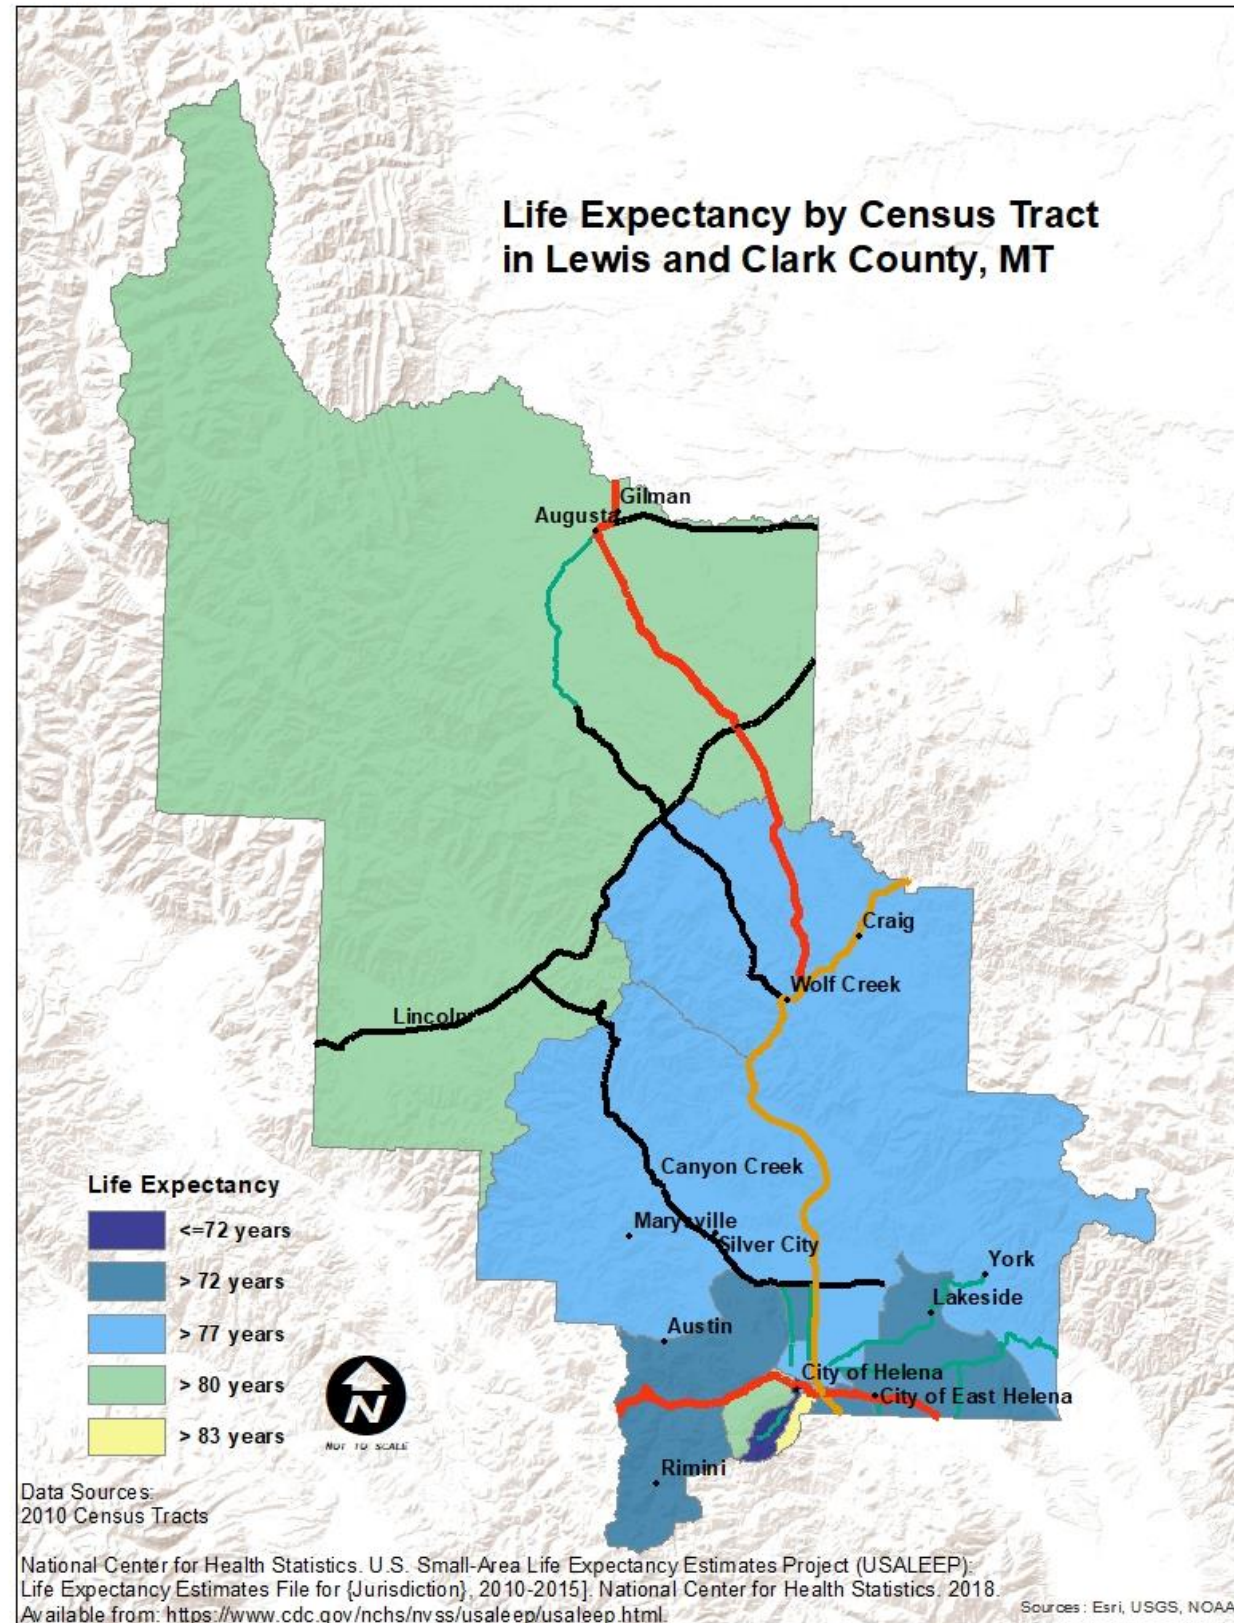 Life Expectancy by Census Tract
in Lewis and Clark County, MT
Gilman
Augusta
Craig
Wolf Creek
Lincoln
Canyon Creek
Marysville
Silver City
York
Lakeside
Austin
City of Helena
City of East Helena
Rimini
Life Expectancy
<=72 years
> 72 years
> 77 years
> 80 years
> 83 years
N
NOT TO SCALE
Data Sources:
2010 Census Tracts
National Center for Health Statistics. U.S. Small-Area Life Expectancy Estimates Project (USALEEP):
Life Expectancy Estimates File for {Jurisdiction}, 2010-2015]. National Center for Health Statistics. 2018.
Available from: https://www.cdc.gov/nchs/nvss/usaleep/usaleep.html.
Sources: Esri, USGS, NOAA